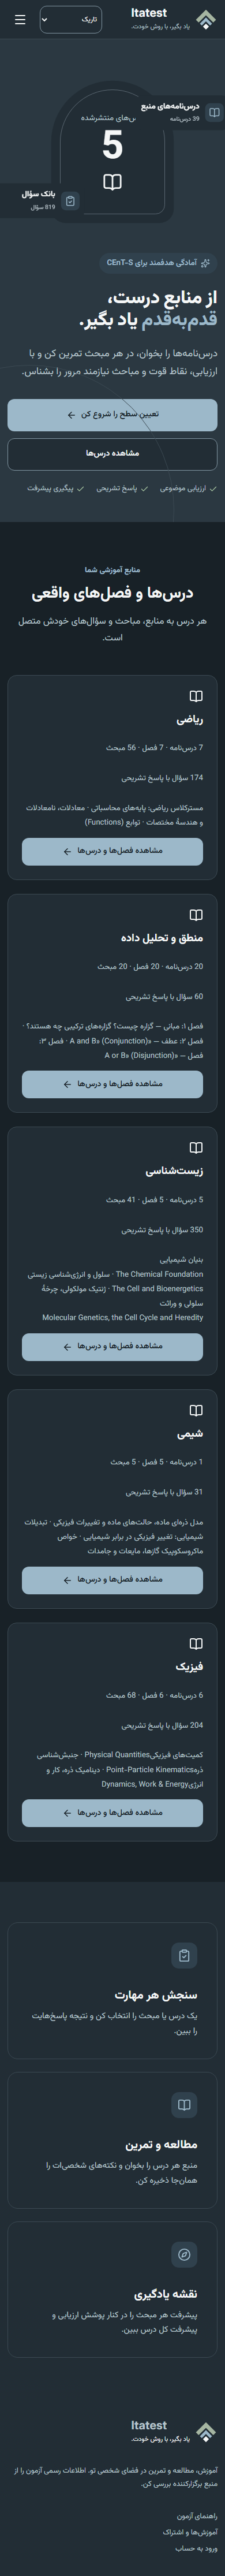 Itatest
یاد بگیر، با روش خودت.
تاریک
درس‌نامه‌های منبع
39 درس‌نامه
س‌های منتشرشده
5
بانک سؤال
1208 سؤال
آمادگی هدفمند برای CEnT-S
از منابع درست،
قدم‌به‌قدم یاد بگیر.
درس‌نامه‌ها را بخوان، در هر مبحث تمرین کن و با
ارزیابی، نقاط قوت و مباحث نیازمند مرور را بشناس.
تعیین سطح را شروع کن
مشاهده درس‌ها
ارزیابی موضوعی
پاسخ تشریحی
پیگیری پیشرفت
منابع آموزشی شما
درس‌ها و فصل‌های واقعی
هر درس به منابع، مباحث و سؤال‌های خودش متصل
است.
ریاضی
7 درس‌نامه · 7 فصل · 56 مبحث
174 سؤال با پاسخ تشریحی
مسترکلاس ریاضی: پایه‌های محاسباتی · معادلات، نامعادلات
و هندسهٔ مختصات · توابع (Functions)
مشاهده فصل‌ها و درس‌ها
منطق و تحلیل داده
20 درس‌نامه · 20 فصل · 20 مبحث
60 سؤال با پاسخ تشریحی
فصل ۱: مبانی — گزاره چیست؟ گزاره‌های ترکیبی چه هستند؟ ·
فصل ۲: عطف — «A and B» (Conjunction) · فصل ۳:
فصل — «A or B» (Disjunction)
مشاهده فصل‌ها و درس‌ها
زیست‌شناسی
5 درس‌نامه · 5 فصل · 41 مبحث
350 سؤال با پاسخ تشریحی
بنیان شیمیایی
The Chemical Foundation · سلول و انرژی‌شناسی زیستی
The Cell and Bioenergetics · ژنتیک مولکولی، چرخهٔ
سلولی و وراثت
Molecular Genetics, the Cell Cycle and Heredity
مشاهده فصل‌ها و درس‌ها
شیمی
1 درس‌نامه · 5 فصل · 5 مبحث
31 سؤال با پاسخ تشریحی
مدل ذره‌ای ماده، حالت‌های ماده و تغییرات فیزیکی · تبدیلات
شیمیایی: تغییر فیزیکی در برابر شیمیایی · خواص
ماکروسکوپیک گازها، مایعات و جامدات
مشاهده فصل‌ها و درس‌ها
فیزیک
6 درس‌نامه · 6 فصل · 68 مبحث
204 سؤال با پاسخ تشریحی
کمیت‌های فیزیکیPhysical Quantities · جنبش‌شناسی
ذرهPoint-Particle Kinematics · دینامیک ذره، کار و
انرژیDynamics, Work & Energy
مشاهده فصل‌ها و درس‌ها
سنجش هر مهارت
یک درس یا مبحث را انتخاب کن و نتیجه پاسخ‌هایت
را ببین.
مطالعه و تمرین
منبع هر درس را بخوان و نکته‌های شخصی‌ات را
همان‌جا ذخیره کن.
نقشه یادگیری
پیشرفت هر مبحث را در کنار پوشش ارزیابی و
پیشرفت کل درس ببین.
Itatest
یاد بگیر، با روش خودت.
آموزش، مطالعه و تمرین در فضای شخصی تو. اطلاعات رسمی آزمون را از
منبع برگزارکننده بررسی کن.
راهنمای آزمون
آموزش‌ها و اشتراک
ورود به حساب